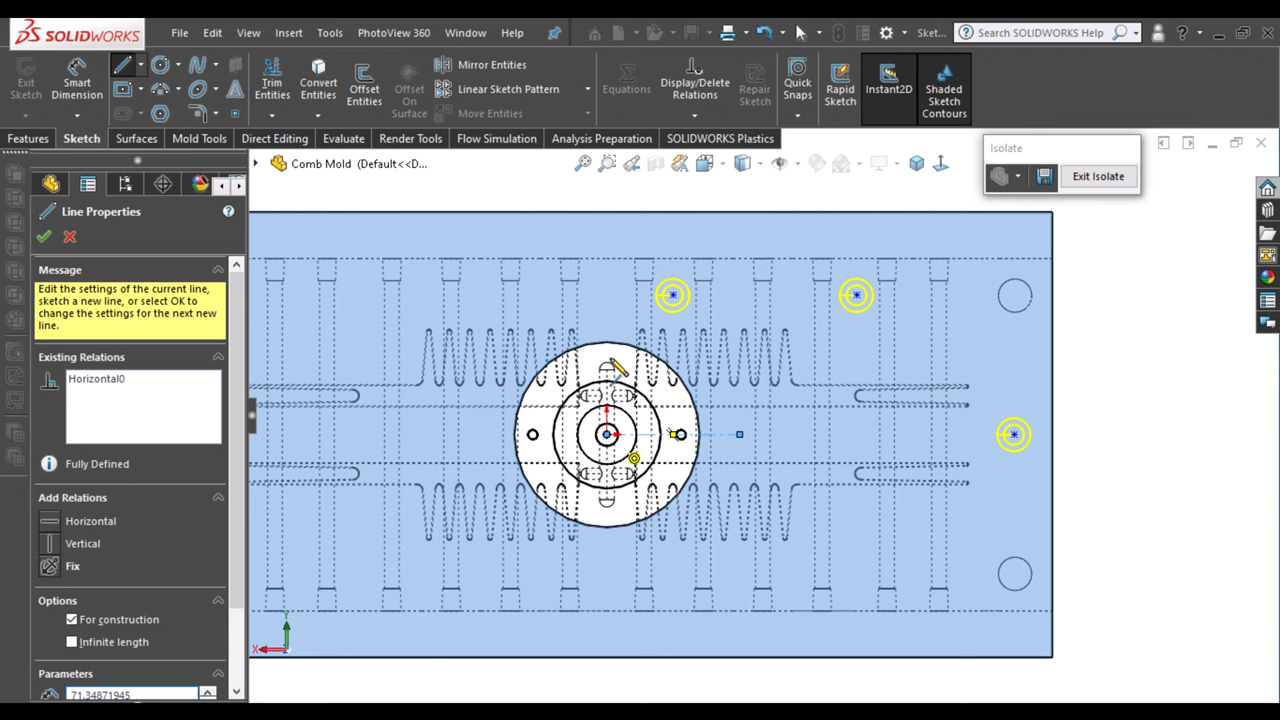 SOLIDWORKS
File Edit View Insert Tools PhotoView 360 Window Help
Sket... Search SOLIDWORKS Help
Exit Sketch
Smart Dimension
Trim Entities
Convert Entities
Offset Entities
Offset On Surface
Mirror Entities
Linear Sketch Pattern
Move Entities
Equations
Display/Delete Relations
Repair Sketch
Quick Snaps
Rapid Sketch
Instant2D
Shaded Sketch Contours
Features Sketch Surfaces Mold Tools Direct Editing Evaluate Render Tools Flow Simulation Analysis Preparation SOLIDWORKS Plastics
Comb Mold (Default<<D...
Isolate
Exit Isolate
Line Properties
Message
Edit the settings of the current line,
sketch a new line, or select OK to
change the settings for the next new
line.
Existing Relations
Horizontal0
Fully Defined
Add Relations
Horizontal
Vertical
Fix
Options
For construction
Infinite length
Parameters
71.34871945
Y
X